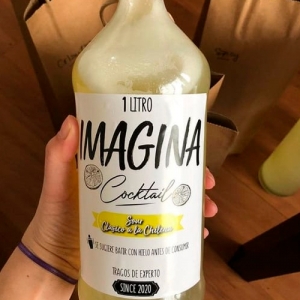 1 LITRO
IMAGINA
Cocktail
Sour
Clásico a la Chilena
SE SUGIERE BATIR CON HIELO ANTES DE CONSUMIR
TRAGOS DE EXPERTO
SINCE 2020